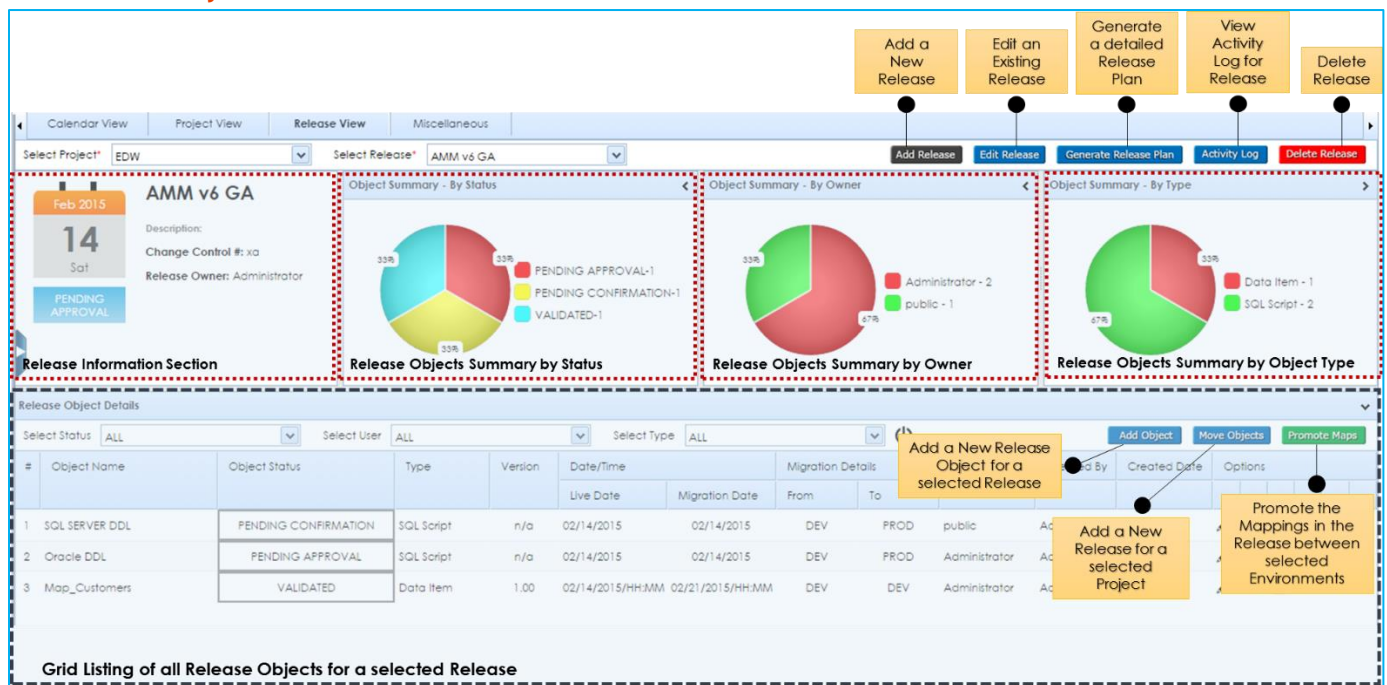 Add a
New
Release
Edit an
Existing
Release
Generate
a detailed
Release
Plan
View
Activity
Log for
Release
Delete
Release
Calendar View Project View Release View Miscellaneous
Select Project* EDW Select Release* AMM v6 GA Add Release Edit Release Generate Release Plan Activity Log Delete Release
Feb 2015
14
Sat
PENDING
APPROVAL
AMM v6 GA
Description:
Change Control #: xa
Release Owner: Administrator
Release Information Section
Object Summary - By Status
33%
33%
33%
PENDING APPROVAL-1
PENDING CONFIRMATION-1
VALIDATED-1
Release Objects Summary by Status
Object Summary - By Owner
33%
67%
Administrator - 2
public - 1
Release Objects Summary by Owner
Object Summary - By Type
33%
67%
Data Item - 1
SQL Script - 2
Release Objects Summary by Object Type
Release Object Details
Select Status ALL Select User ALL Select Type ALL Add Object Move Objects Promote Maps
# Object Name Object Status Type Version Date/Time Migration Details By Created Date Options
Live Date Migration Date From To
1 SQL SERVER DDL PENDING CONFIRMATION SQL Script n/a 02/14/2015 02/14/2015 DEV PROD public
2 Oracle DDL PENDING APPROVAL SQL Script n/a 02/14/2015 02/14/2015 DEV PROD Administrator
3 Map_Customers VALIDATED Data Item 1.00 02/14/2015/HH:MM 02/21/2015/HH:MM DEV DEV Administrator
Add a New Release
Object for a
selected Release
Add a New
Release for a
selected
Project
Promote the
Mappings in the
Release between
selected
Environments
Grid Listing of all Release Objects for a selected Release